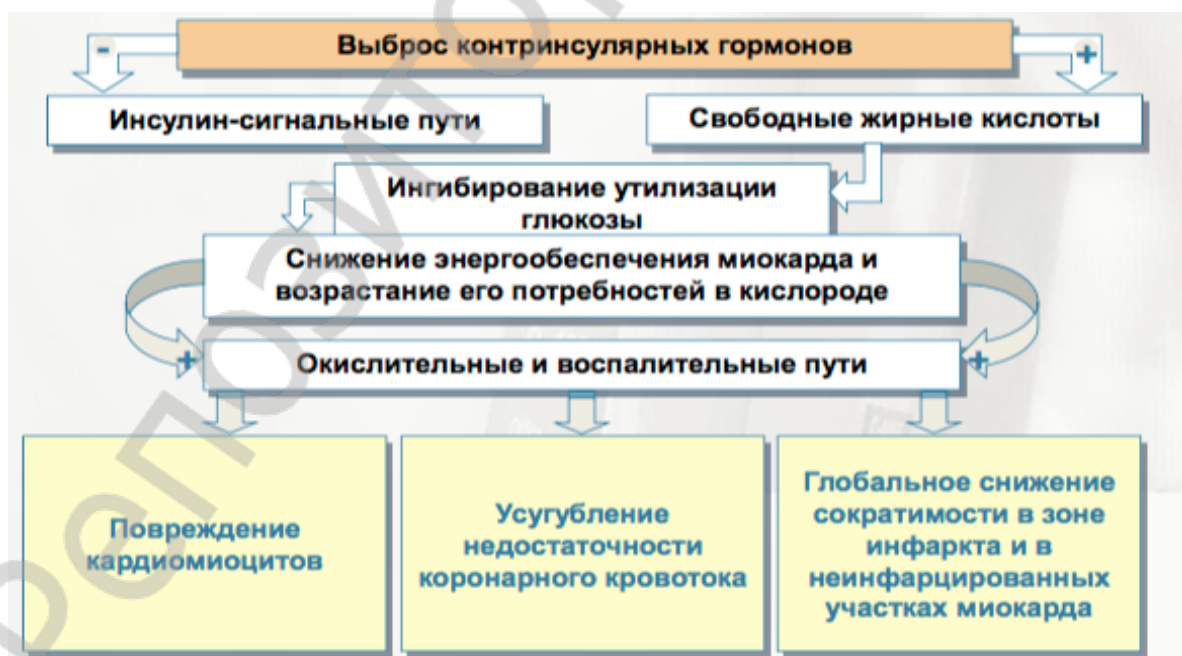 Выброс контринсулярных гормонов
-
+
Инсулин-сигнальные пути
Свободные жирные кислоты
Ингибирование утилизации
глюкозы
Снижение энергообеспечения миокарда и
возрастание его потребностей в кислороде
+
+
Окислительные и воспалительные пути
Повреждение
кардиомиоцитов
Усугубление
недостаточности
коронарного кровотока
Глобальное снижение
сократимости в зоне
инфаркта и в
неинфарцированных
участках миокарда